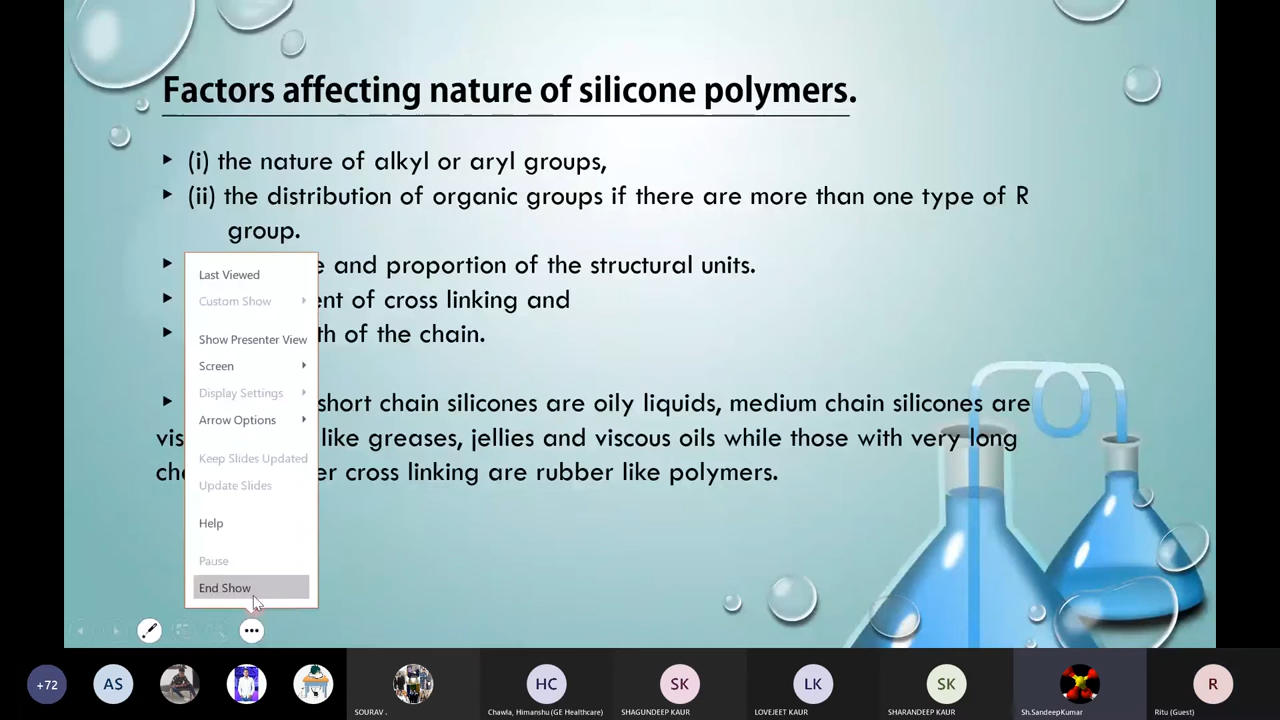 Factors affecting nature of silicone polymers.
(i) the nature of alkyl or aryl groups,
(ii) the distribution of organic groups if there are more than one type of R
group.
and proportion of the structural units.
of cross linking and
of the chain.
short chain silicones are oily liquids, medium chain silicones are
like greases, jellies and viscous oils while those with very long
cross linking are rubber like polymers.
Last Viewed
Custom Show
Show Presenter View
Screen
Display Settings
Arrow Options
Keep Slides Updated
Update Slides
Help
Pause
End Show
+72
AS
HC
SK
LK
SK
R
SOURAV .
Chawla, Himanshu (GE Healthcare)
SHAGUNDEEP KAUR
LOVEJEET KAUR
SHARANDEEP KAUR
Sh.SandeepKumar
Ritu (Guest)